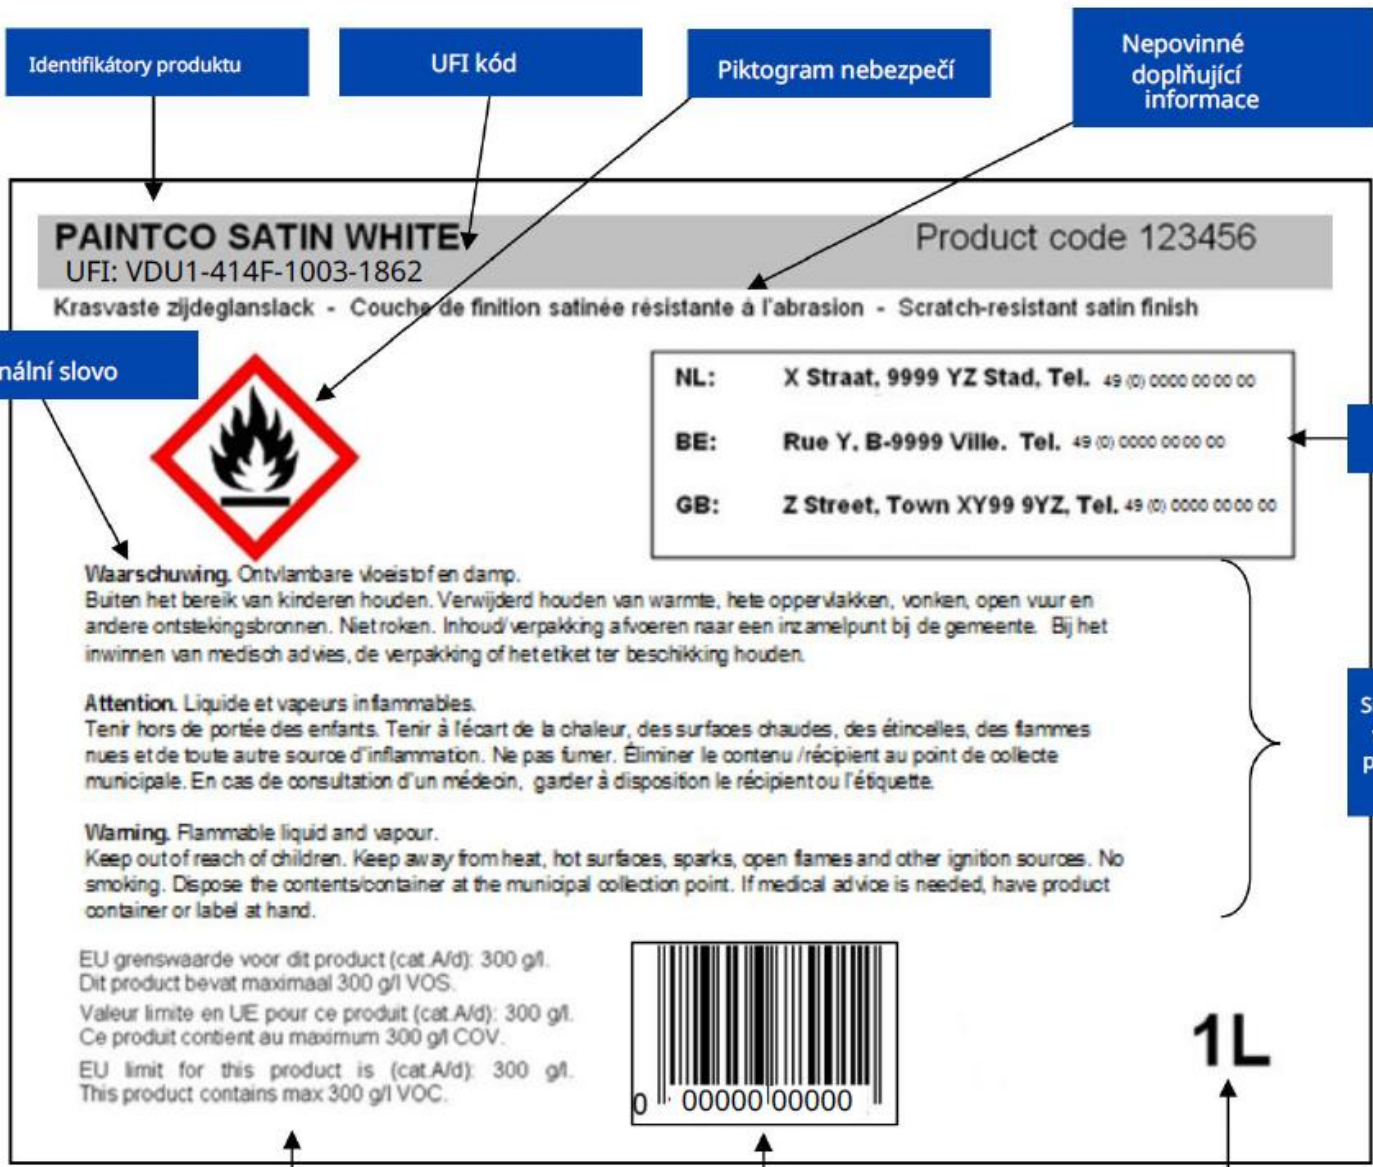 Identifikátory produktu
UFI kód
Piktogram nebezpečí
Nepovinné
doplňující
informace
PAINTCO SATIN WHITE
Product code 123456
UFI: VDU1-414F-1003-1862
Krasvaste zijdeglanslack - Couche de finition satinée résistante á l'abrasion - Scratch-resistant satin finish
nální slovo
NL: X Straat, 9999 YZ Stad, Tel. 49 (0) 0000 00 00 00
BE: Rue Y, B-9999 Ville. Tel. 49 (0) 0000 00 00 00
GB: Z Street, Town XY99 9YZ, Tel. 49 (0) 0000 00 00 00
Waarschuwing. Ontvlambare vloeistof en damp.
Buiten het bereik van kinderen houden. Verwijderd houden van warmte, hete oppervlakken, vonken, open vuur en
andere ontstekingsbronnen. Niet roken. Inhoud/verpakking afvoeren naar een inzamelpunt bij de gemeente. Bij het
inwinnen van medisch advies, de verpakking of het etiket ter beschikking houden.
Attention. Liquide et vapeurs inflammables.
Tenir hors de portée des enfants. Tenir à l'écart de la chaleur, des surfaces chaudes, des étincelles, des flammes
nues et de toute autre source d'inflammation. Ne pas fumer. Éliminer le contenu /récipient au point de collecte
municipale. En cas de consultation d'un médecin, garder à disposition le récipient ou l'étiquette.
Warning. Flammable liquid and vapour.
Keep out of reach of children. Keep away from heat, hot surfaces, sparks, open flames and other ignition sources. No
smoking. Dispose the contents/container at the municipal collection point. If medical advice is needed, have product
container or label at hand.
S
p
EU grenswaarde voor dit product (cat.A/d): 300 g/l.
Dit product bevat maximaal 300 g/l VOS.
Valeur limite en UE pour ce produit (cat.A/d): 300 g/l.
Ce produit contient au maximum 300 g/l COV.
EU limit for this product is (cat.A/d): 300 g/l.
This product contains max 300 g/l VOC.
0 00000 00000
1L